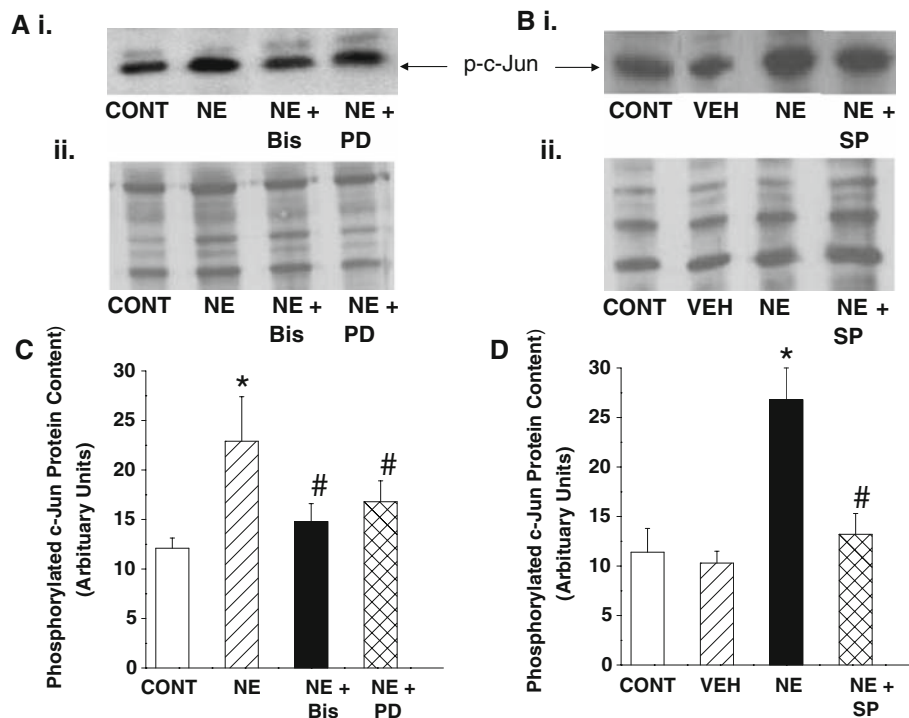 A i.
B i.
p-c-Jun
CONT NE NE + Bis NE + PD
CONT VEH NE NE + SP
ii.
ii.
CONT NE NE + Bis NE + PD
CONT VEH NE NE + SP
C
Phosphorylated c-Jun Protein Content)
(Arbituary Units)
30
25
20
15
10
5
0
*
#
#
CONT NE NE + Bis NE + PD
D
Phosphorylated c-Jun Protein Content
(Arbituary Units)
30
25
20
15
10
5
0
*
#
CONT VEH NE NE + SP